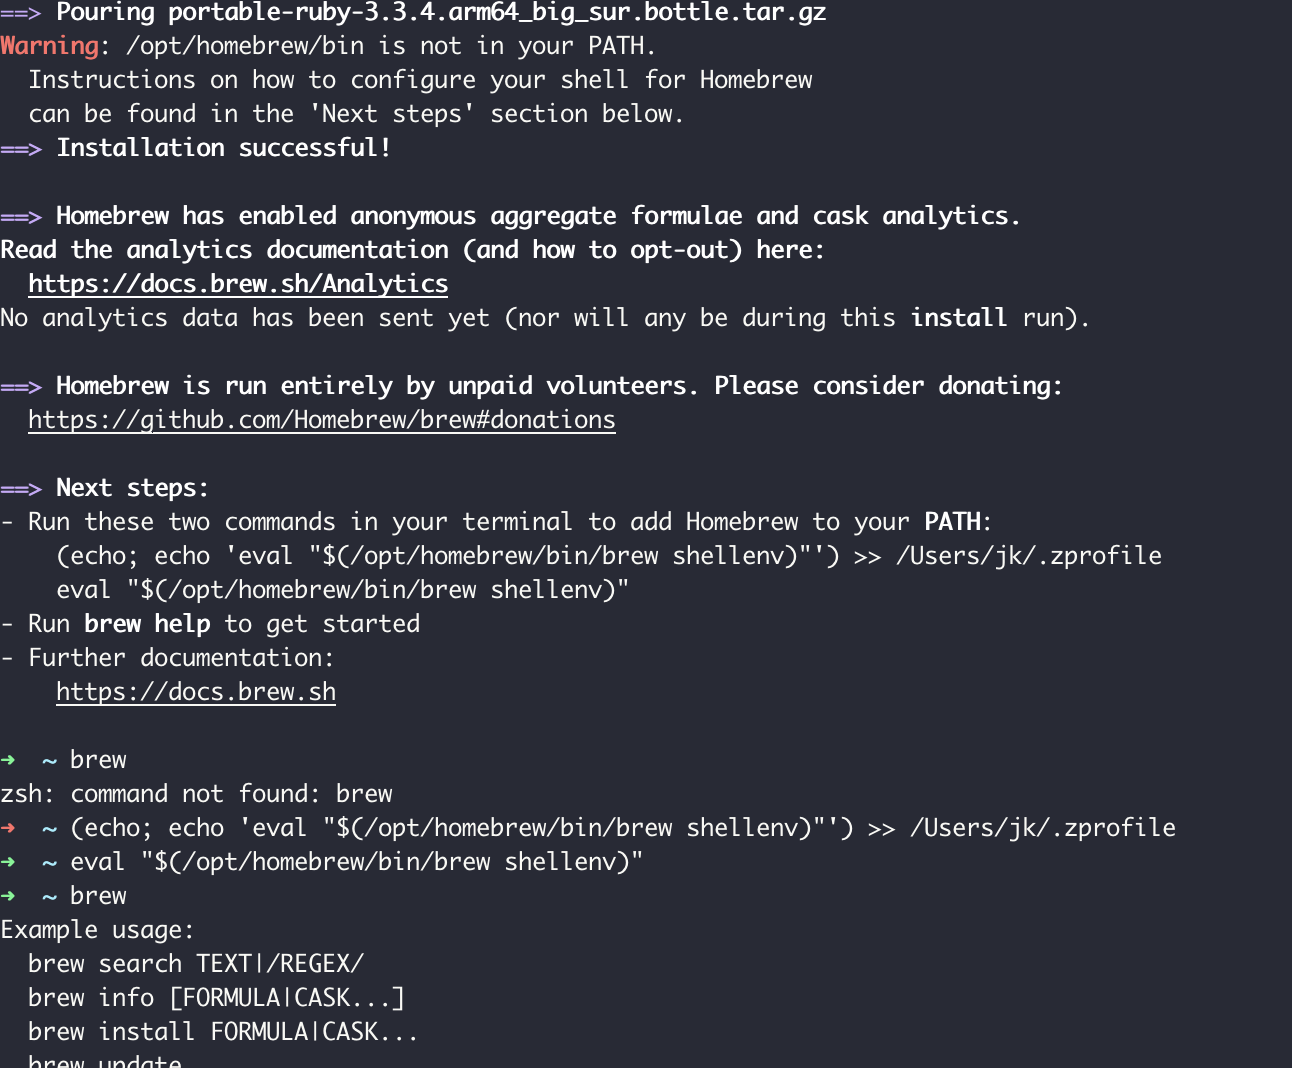 ==> Pouring portable-ruby-3.3.4.arm64_big_sur.bottle.tar.gz
Warning: /opt/homebrew/bin is not in your PATH.
  Instructions on how to configure your shell for Homebrew
  can be found in the 'Next steps' section below.
==> Installation successful!

==> Homebrew has enabled anonymous aggregate formulae and cask analytics.
Read the analytics documentation (and how to opt-out) here:
  https://docs.brew.sh/Analytics
No analytics data has been sent yet (nor will any be during this install run).

==> Homebrew is run entirely by unpaid volunteers. Please consider donating:
  https://github.com/Homebrew/brew#donations

==> Next steps:
- Run these two commands in your terminal to add Homebrew to your PATH:
    (echo; echo 'eval "$(/opt/homebrew/bin/brew shellenv)"') >> /Users/jk/.zprofile
    eval "$(/opt/homebrew/bin/brew shellenv)"
- Run brew help to get started
- Further documentation:
    https://docs.brew.sh

➜  ~ brew
zsh: command not found: brew
➜  ~ (echo; echo 'eval "$(/opt/homebrew/bin/brew shellenv)"') >> /Users/jk/.zprofile
➜  ~ eval "$(/opt/homebrew/bin/brew shellenv)"
➜  ~ brew
Example usage:
  brew search TEXT|/REGEX/
  brew info [FORMULA|CASK...]
  brew install FORMULA|CASK...
  brew update